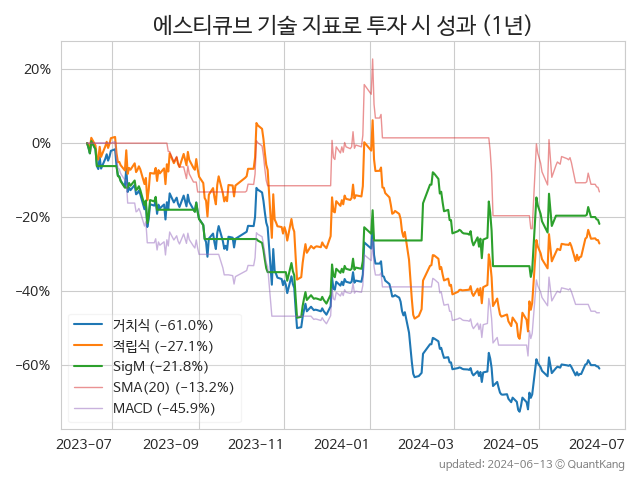 에스티큐브 기술 지표로 투자 시 성과 (1년)
20%
0%
−20%
−40%
−60%
거치식 (−61.0%)
적립식 (−27.1%)
SigM (−21.8%)
SMA(20) (−13.2%)
MACD (−45.9%)
2023−07 2023−09 2023−11 2024−01 2024−03 2024−05 2024−07
updated: 2024−06−13 © QuantKang